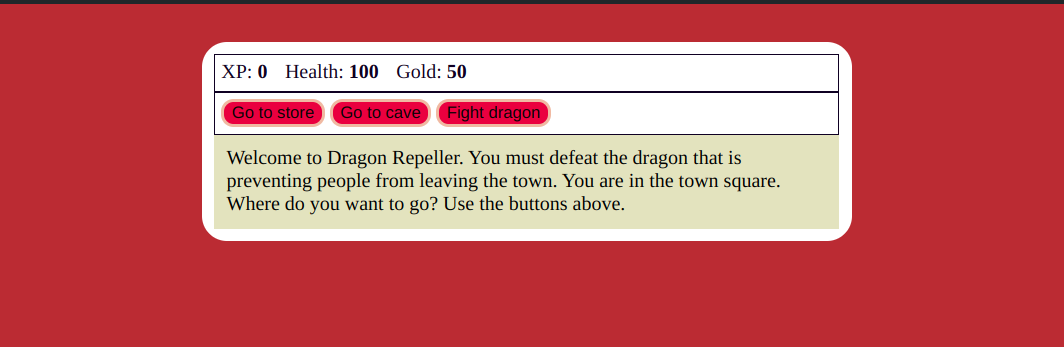 XP: 0 Health: 100 Gold: 50
Go to store Go to cave Fight dragon
Welcome to Dragon Repeller. You must defeat the dragon that is
preventing people from leaving the town. You are in the town square.
Where do you want to go? Use the buttons above.